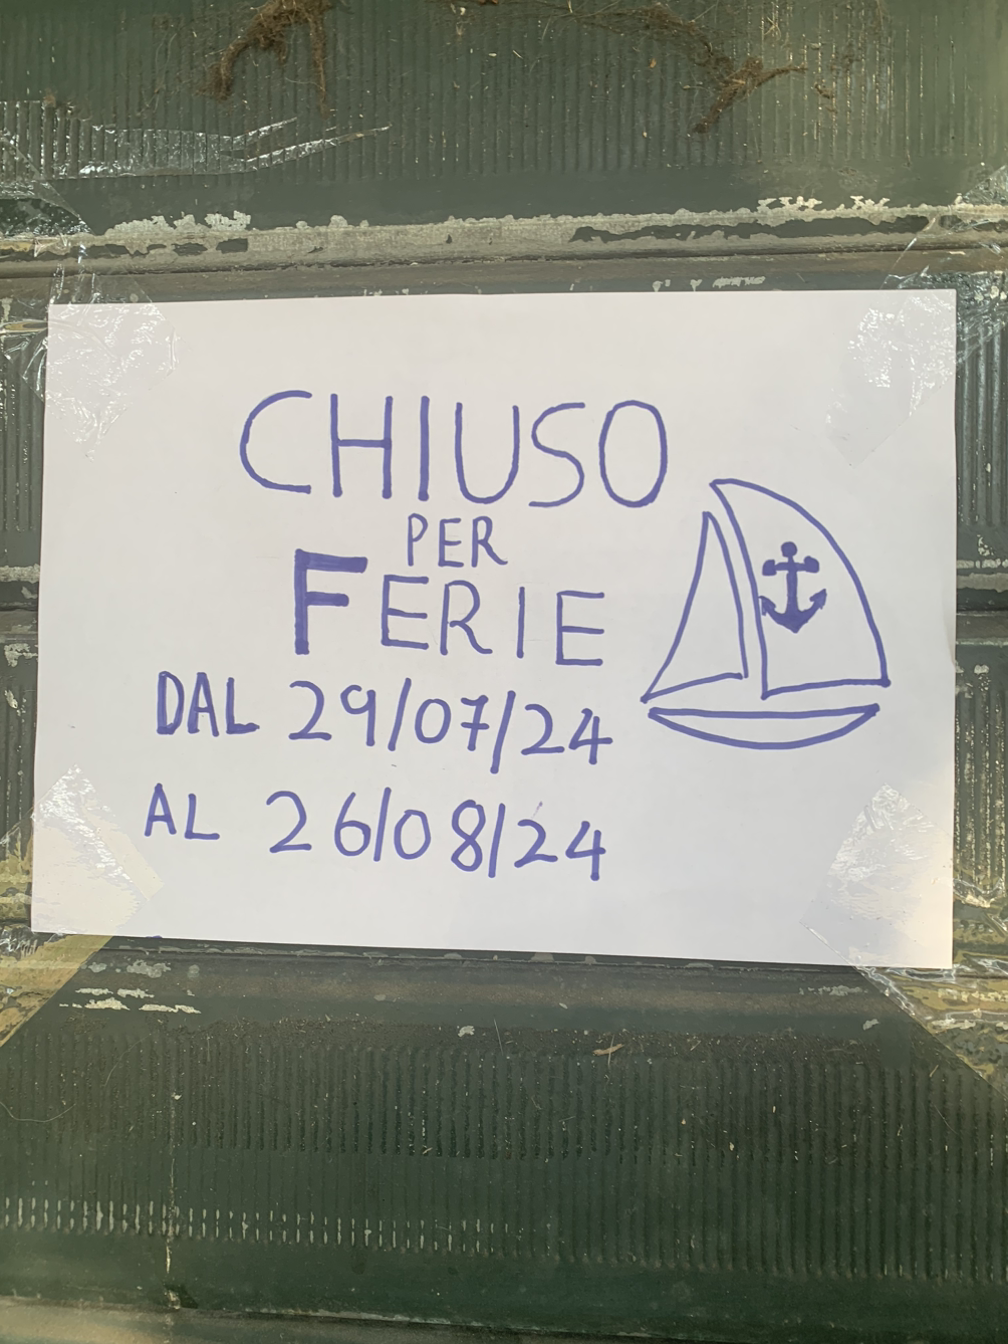 CHIUSO
PER
FERIE
DAL 29/07/24
AL 26/08/24